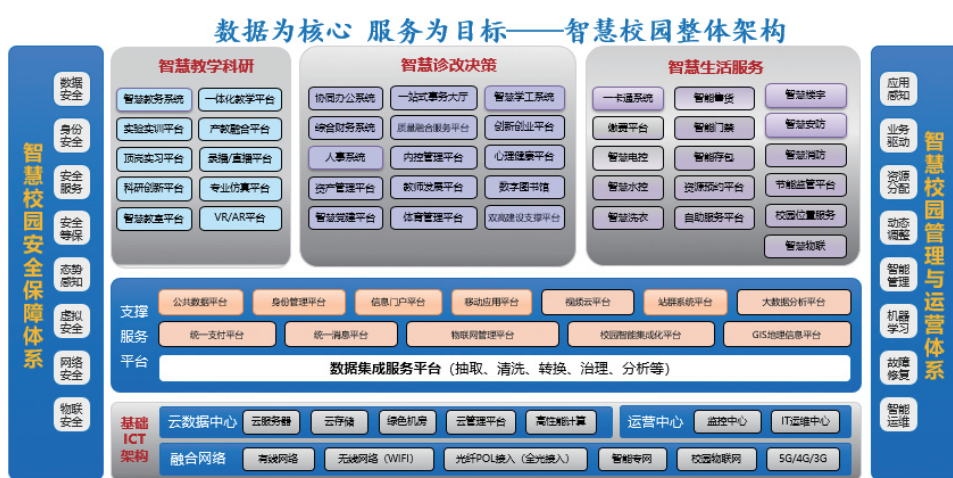 数据为核心 服务为目标——智慧校园整体架构
智慧校园安全保障体系
数据安全
身份安全
安全服务
安全等保
态势感知
虚拟安全
网络安全
物联安全
智慧教学科研
智慧教务系统 一体化教学平台
实验实训平台 产教融合平台
顶岗实习平台 录播/直播平台
科研创新平台 专业仿真平台
智慧教室平台 VR/AR平台
智慧诊改决策
协同办公系统 一站式事务大厅 智慧学工系统
综合财务系统 质量融合服务平台 创新创业平台
人事系统 内控管理平台 心理健康平台
资产管理平台 教师发展平台 数字图书馆
智慧党建平台 体育管理平台 双高建设支撑平台
智慧生活服务
一卡通系统 智能售货 智慧楼宇
缴费平台 智能门禁 智慧安防
智慧电控 智能存包 智慧消防
智慧水控 资源预约平台 节能监管平台
智慧洗衣 自助服务平台 校园位置服务
智慧物联
支撑服务平台
公共数据平台 身份管理平台 信息门户平台 移动应用平台 视频云平台 站群系统平台 大数据分析平台
统一支付平台 统一消息平台 物联网管理平台 校园智能集成化平台 GIS地理信息平台
数据集成服务平台（抽取、清洗、转换、治理、分析等）
基础ICT架构
云数据中心 云服务器 云存储 绿色机房 云管理平台 高性能计算
运营中心 监控中心 IT运维中心
融合网络 有线网络 无线网络（WIFI） 光纤POL接入（全光接入） 智能专网 校园物联网 5G/4G/3G
应用感知
业务驱动
资源分配
动态调整
智能管理
机器学习
故障修复
智能运维
智慧校园管理与运营体系